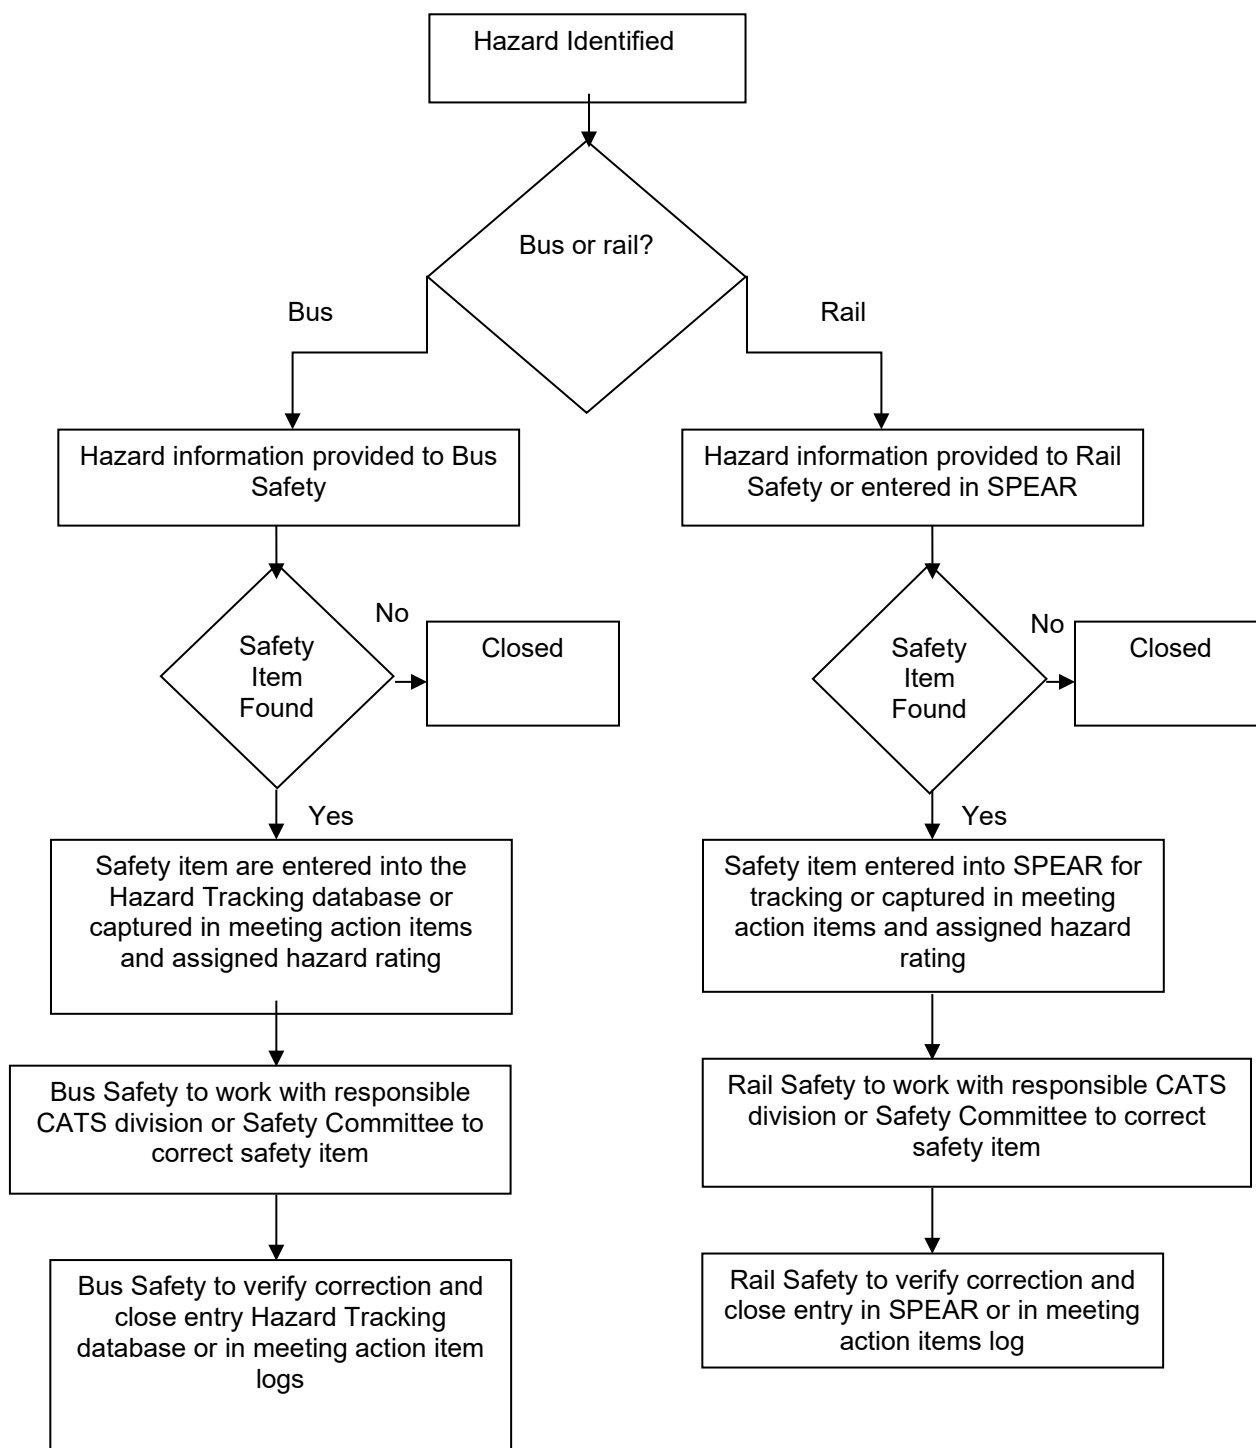 Hazard Identified
Bus or rail?
Bus
Rail
Hazard information provided to Bus
Safety
Hazard information provided to Rail
Safety or entered in SPEAR
No
Safety
Item
Found
Closed
No
Safety
Item
Found
Closed
Yes
Yes
Safety item are entered into the
Hazard Tracking database or
captured in meeting action items
and assigned hazard rating
Safety item entered into SPEAR for
tracking or captured in meeting
action items and assigned hazard
rating
Bus Safety to work with responsible
CATS division or Safety Committee to
correct safety item
Rail Safety to work with responsible CATS
division or Safety Committee to correct
safety item
Bus Safety to verify correction and
close entry Hazard Tracking
database or in meeting action item
logs
Rail Safety to verify correction and
close entry in SPEAR or in meeting
action items log